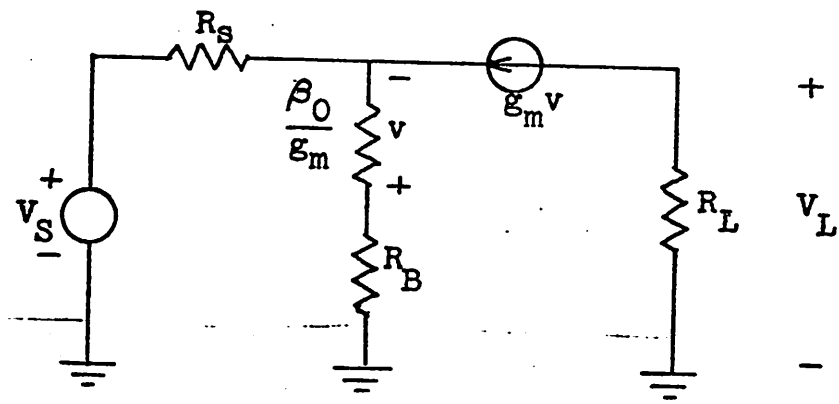 R_S
−
+
β_0
g_m
v
g_m v
+
+
V_S
−
R_B
R_L
V_L
−